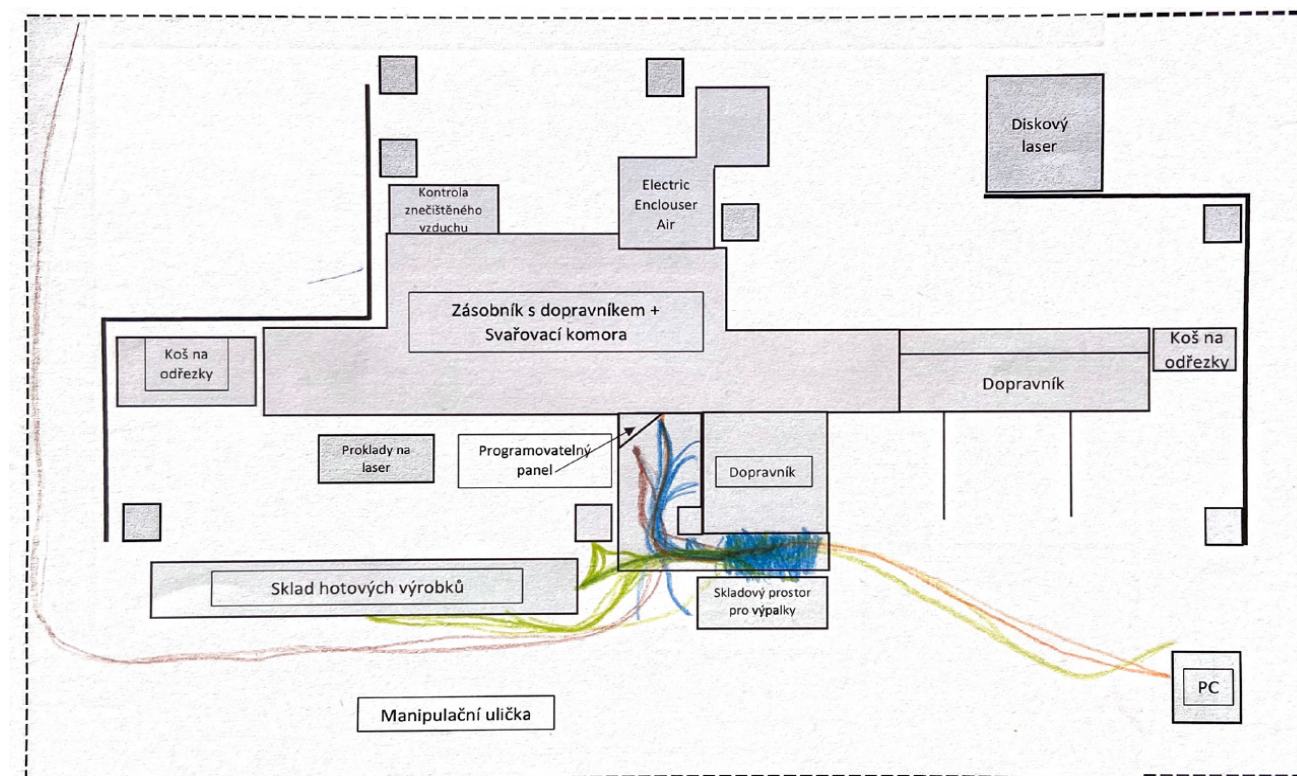 Diskový
laser
Kontrola
znečištěného
vzduchu
Electric
Enclouser
Air
Zásobník s dopravníkem +
Svařovací komora
Koš na
odřezky
Dopravník
Koš na
odřezky
Proklady na
laser
Programovatelný
panel
Dopravník
Sklad hotových výrobků
Skladový prostor
pro výpalky
PC
Manipulační ulička